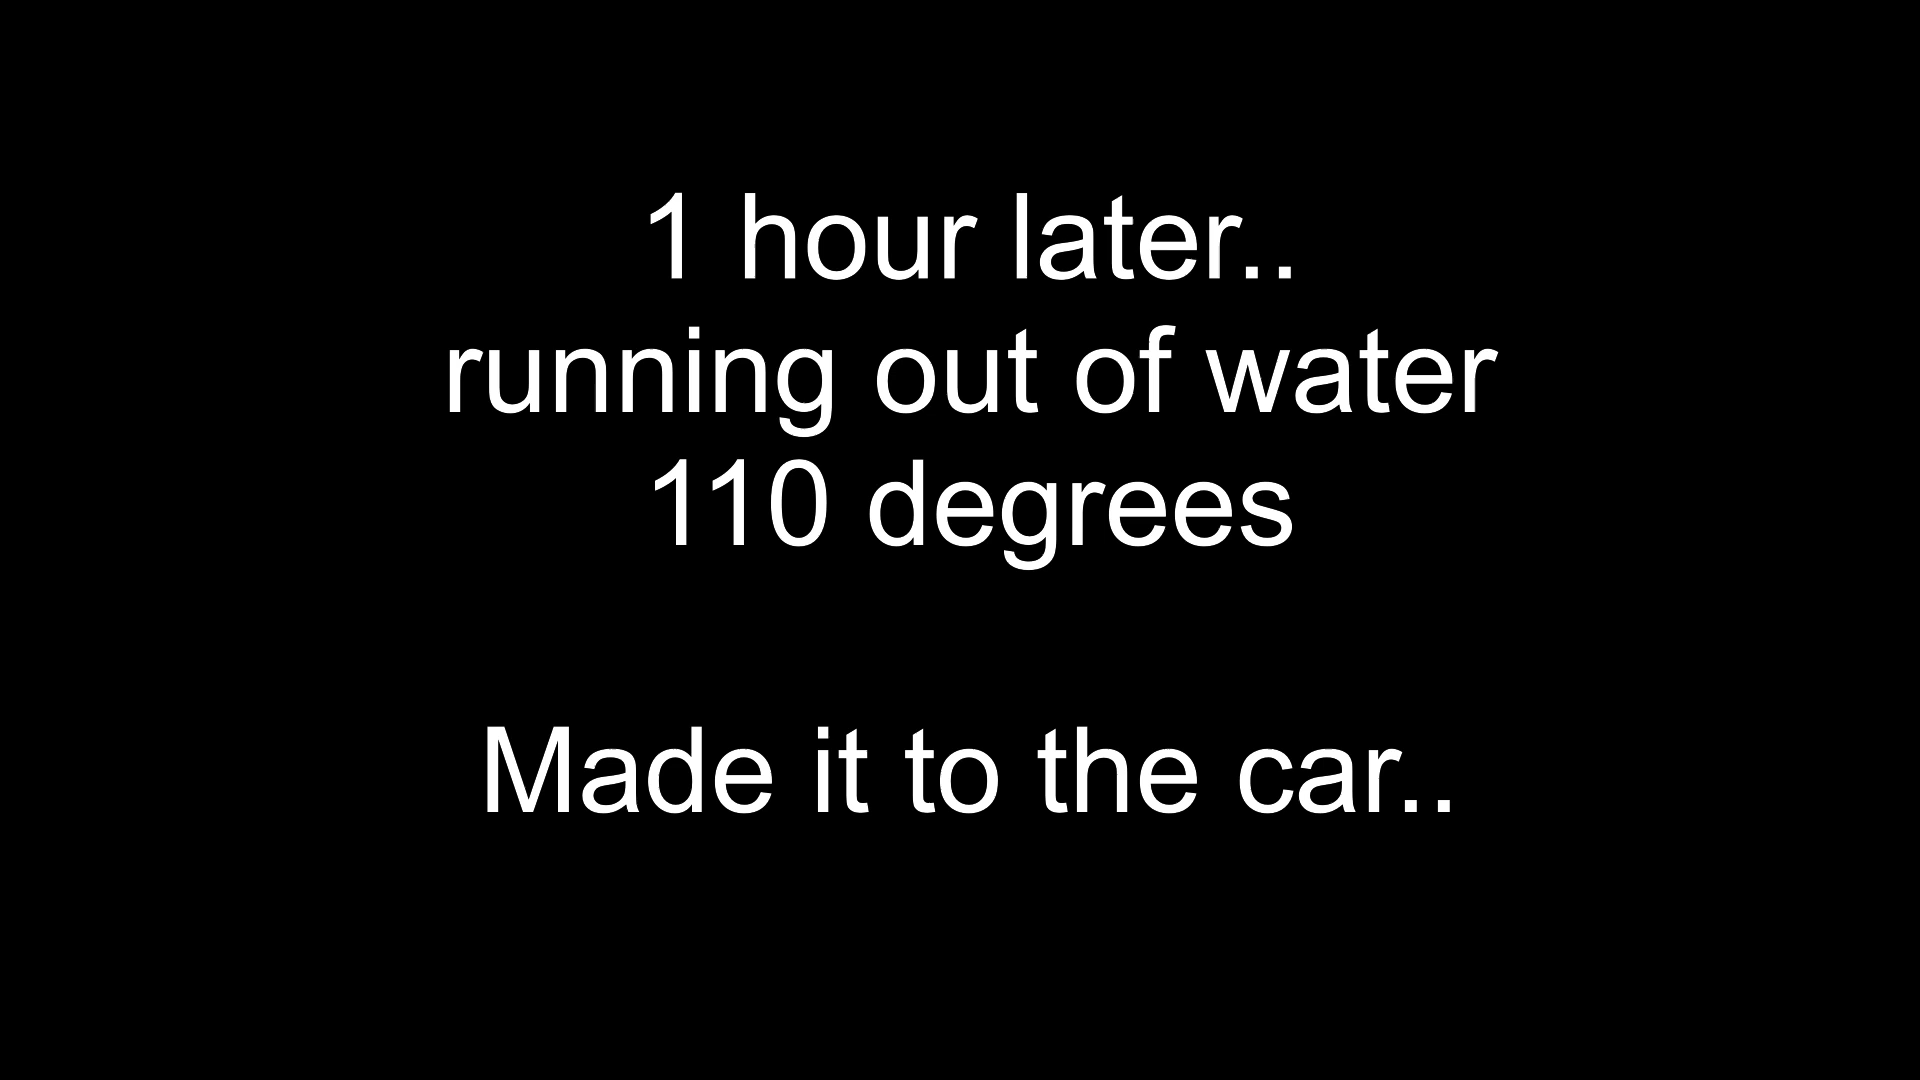 1 hour later..
running out of water
110 degrees
Made it to the car..